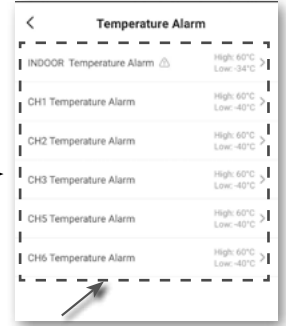 Temperature Alarm
INDOOR Temperature Alarm
High: 60°C
Low: -34°C
CH1 Temperature Alarm
High: 60°C
Low: -40°C
CH2 Temperature Alarm
High: 60°C
Low: -40°C
CH3 Temperature Alarm
High: 60°C
Low: -40°C
CH5 Temperature Alarm
High: 60°C
Low: -40°C
CH6 Temperature Alarm
High: 60°C
Low: -40°C